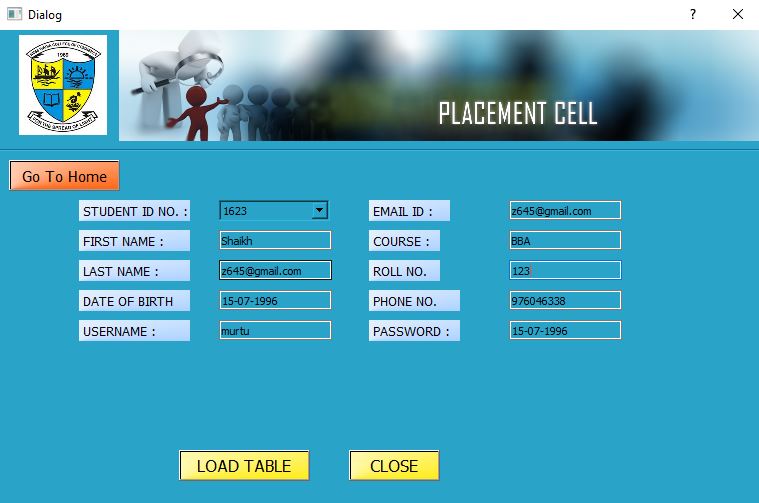 Dialog
?
1969
PLACEMENT CELL
Go To Home
STUDENT ID NO. : 1623 EMAIL ID : z645@gmail.com
FIRST NAME : Shaikh COURSE : BBA
LAST NAME : z645@gmail.com ROLL NO. 123
DATE OF BIRTH 15-07-1996 PHONE NO. 976046338
USERNAME : murtu PASSWORD : 15-07-1996
LOAD TABLE CLOSE